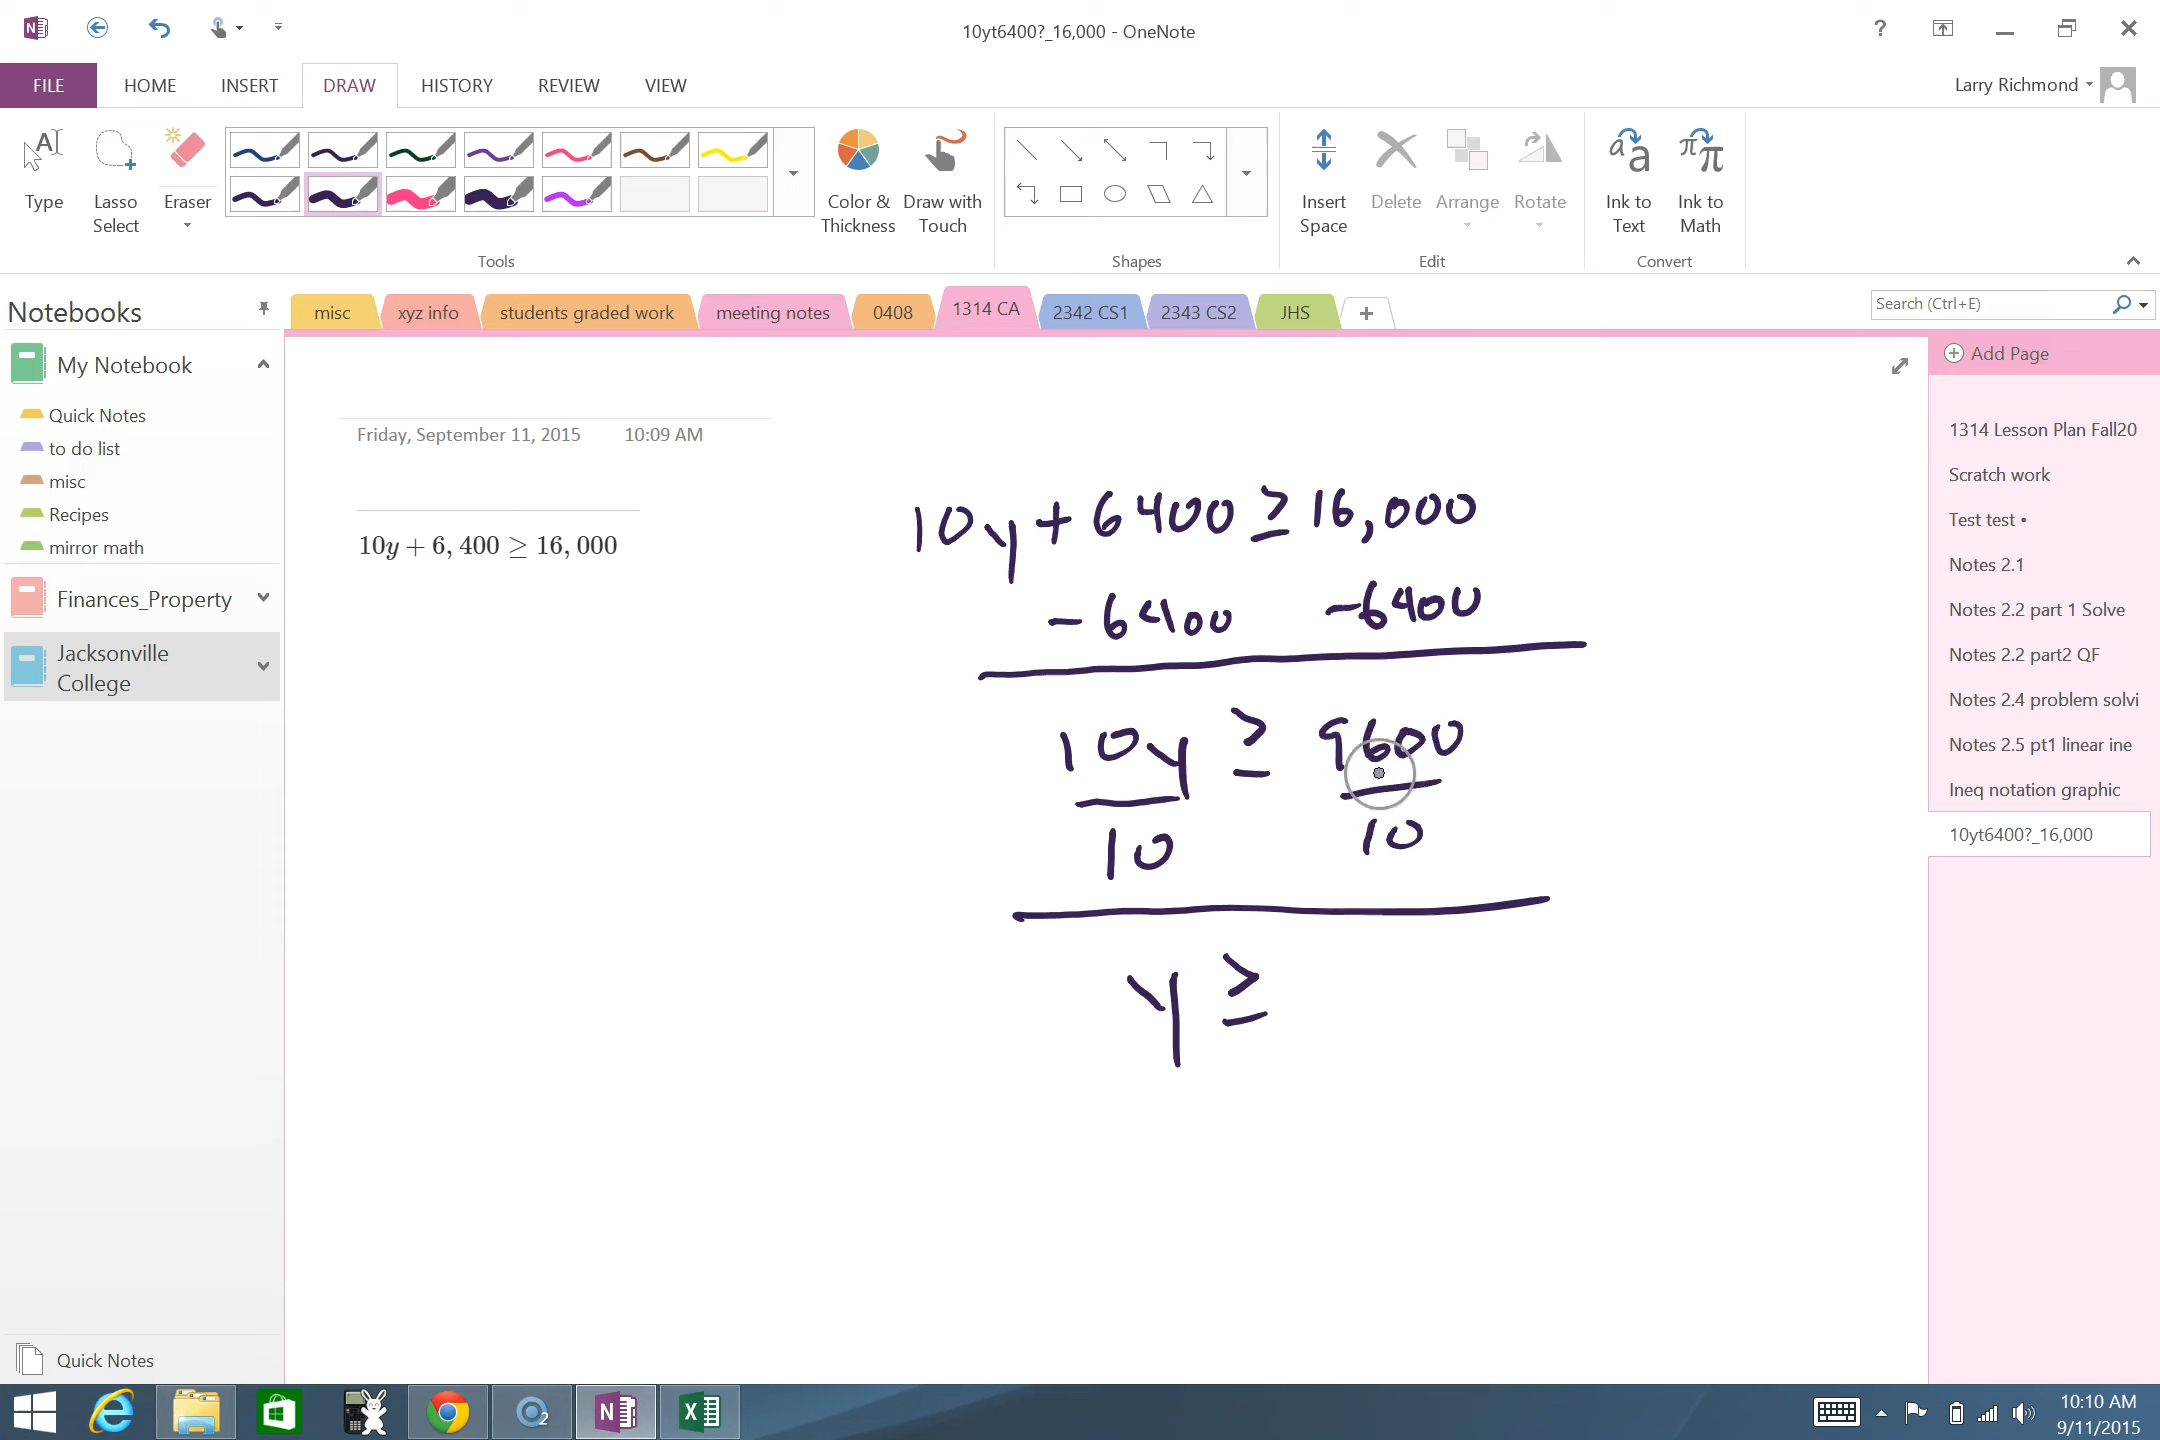 10yt6400?_16,000 - OneNote
FILE HOME INSERT DRAW HISTORY REVIEW VIEW
Larry Richmond
Type
Lasso Select
Eraser
Color & Thickness
Draw with Touch
Insert Space
Delete
Arrange
Rotate
Ink to Text
Ink to Math
Tools
Shapes
Edit
Convert
Notebooks
misc
xyz info
students graded work
meeting notes
0408
1314 CA
2342 CS1
2343 CS2
JHS
Search (Ctrl+E)
My Notebook
Quick Notes
to do list
misc
Recipes
mirror math
Finances_Property
Jacksonville
College
Quick Notes
Friday, September 11, 2015 10:09 AM
10y + 6,400 ≥ 16,000
10y + 6400 ≥ 16,000
- 6400 -6400
10y ≥ 9600
10 10
y ≥
Add Page
1314 Lesson Plan Fall20
Scratch work
Test test •
Notes 2.1
Notes 2.2 part 1 Solve
Notes 2.2 part2 QF
Notes 2.4 problem solvi
Notes 2.5 pt1 linear ine
Ineq notation graphic
10yt6400?_16,000
10:10 AM
9/11/2015